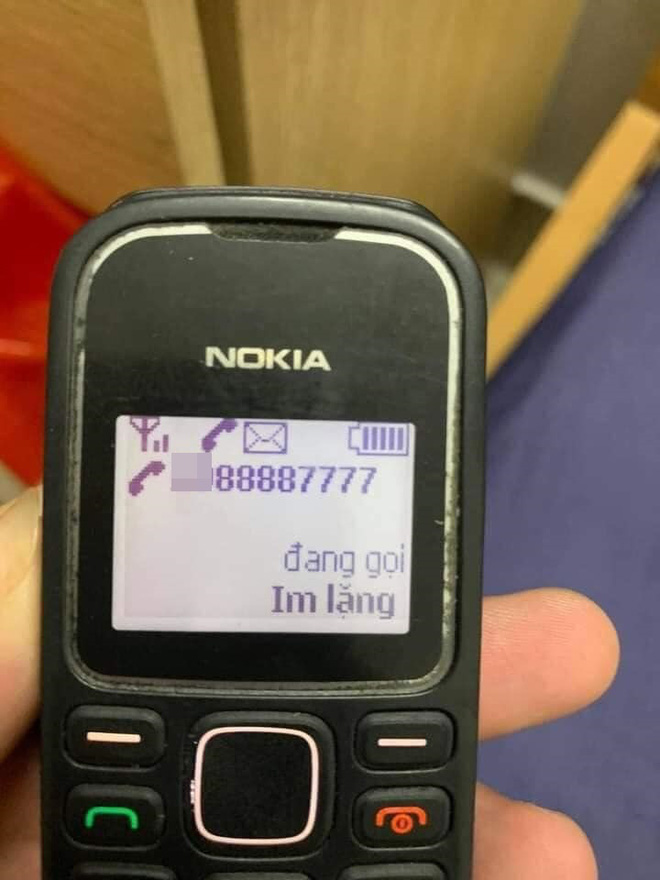 NOKIA
88887777
đang gọi
Im lặng